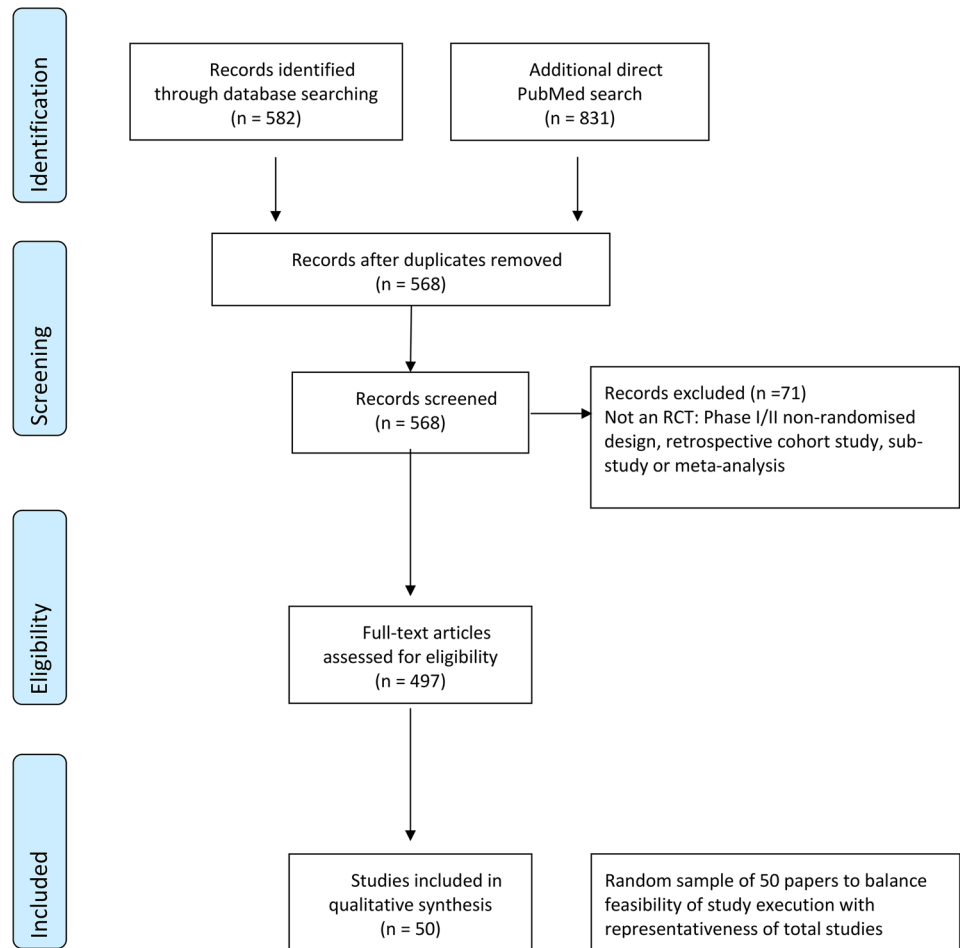 Identification
Records identified
through database searching
(n = 582)
Additional direct
PubMed search
(n = 831)
Screening
Records after duplicates removed
(n = 568)
Records screened
(n = 568)
Records excluded (n =71)
Not an RCT: Phase I/II non-randomised
design, retrospective cohort study, sub-
study or meta-analysis
Eligibility
Full-text articles
assessed for eligibility
(n = 497)
Included
Studies included in
qualitative synthesis
(n = 50)
Random sample of 50 papers to balance
feasibility of study execution with
representativeness of total studies